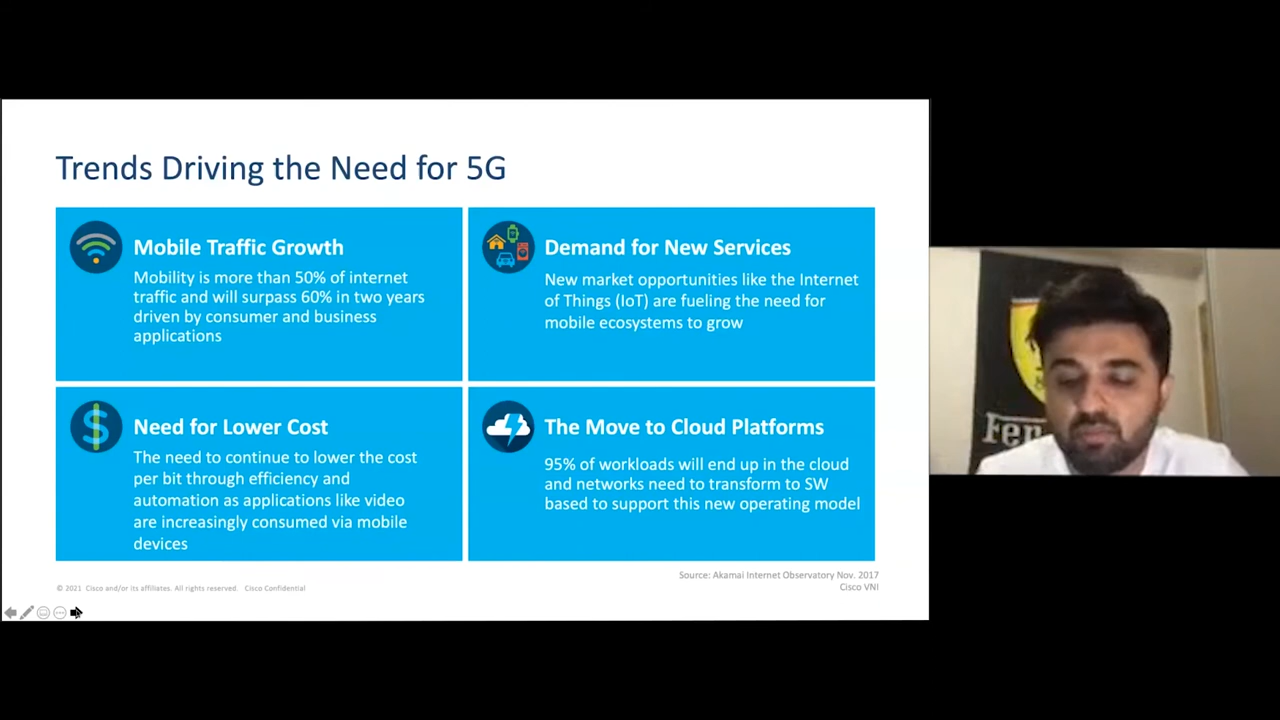 Trends Driving the Need for 5G
Mobile Traffic Growth
Mobility is more than 50% of internet
traffic and will surpass 60% in two years
driven by consumer and business
applications
Demand for New Services
New market opportunities like the Internet
of Things (IoT) are fueling the need for
mobile ecosystems to grow
Need for Lower Cost
The need to continue to lower the cost
per bit through efficiency and
automation as applications like video
are increasingly consumed via mobile
devices
The Move to Cloud Platforms
95% of workloads will end up in the cloud
and networks need to transform to SW
based to support this new operating model
Source: Akamai Internet Observatory Nov. 2017
Cisco VNI
© 2021 Cisco and/or its affiliates. All rights reserved. Cisco Confidential